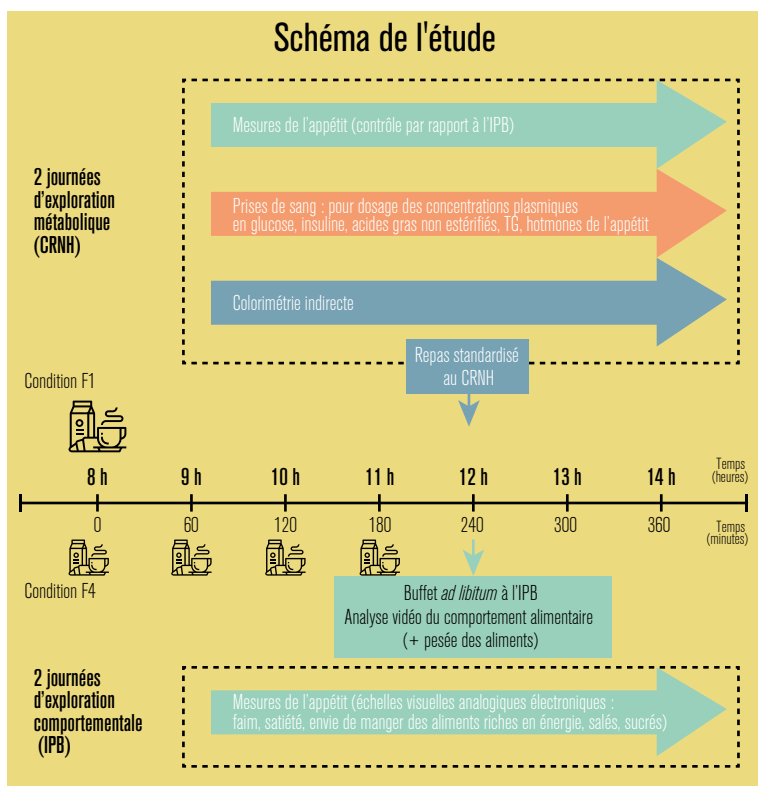 Schéma de l'étude
Mesures de l'appétit (contrôle par rapport à l'IPB)
2 journées
d'exploration
métabolique
(CRNH)
Prises de sang : pour dosage des concentrations plasmiques
en glucose, insuline, acides gras non estérifiés, TG, hotmones de l'appétit
Colorimétrie indirecte
Repas standardisé
au CRNH
Condition F1
8 h 9 h 10 h 11 h 12 h 13 h 14 h
Temps
(heures)
0 60 120 180 240 300 360
Temps
(minutes)
Condition F4
Buffet ad libitum à l'IPB
Analyse vidéo du comportement alimentaire
(+ pesée des aliments)
2 journées
d'exploration
comportementale
(IPB)
Mesures de l'appétit (échelles visuelles analogiques électroniques :
faim, satiété, envie de manger des aliments riches en énergie, salés, sucrés)